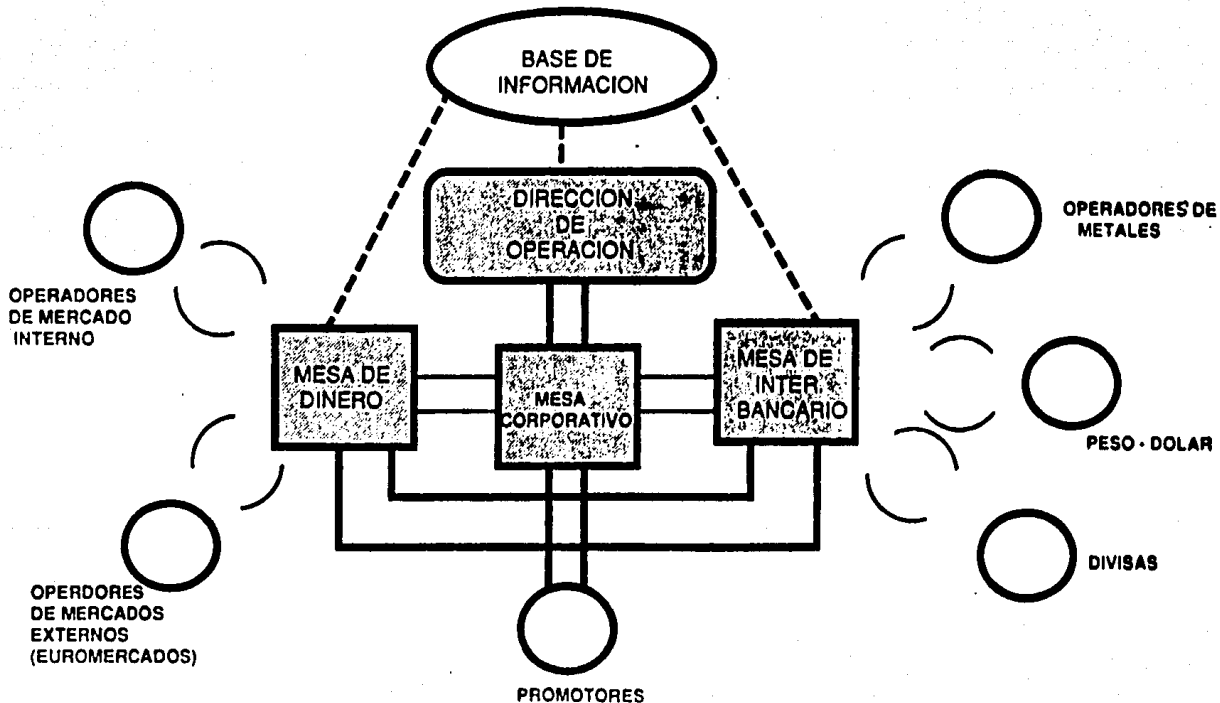 BASE DE
INFORMACION
DIRECCION
DE
OPERACION
OPERADORES DE
METALES
OPERADORES
DE MERCADO
INTERNO
MESA DE
DINERO
MESA
CORPORATIVO
MESA DE
INTER.
BANCARIO
PESO - DOLAR
OPERDORES
DE MERCADOS
EXTERNOS
(EUROMERCADOS)
DIVISAS
PROMOTORES